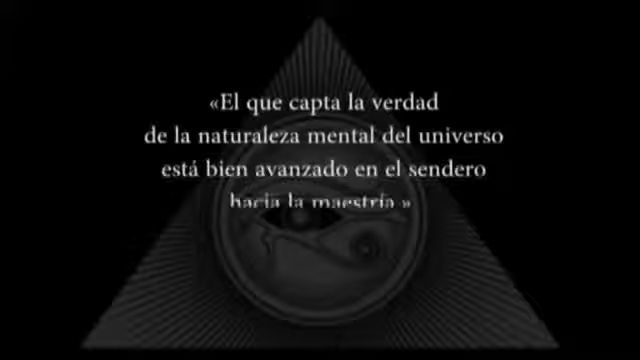 «El que capta la verdad
de la naturaleza mental del universo
está bien avanzado en el sendero
hacia la maestría.»